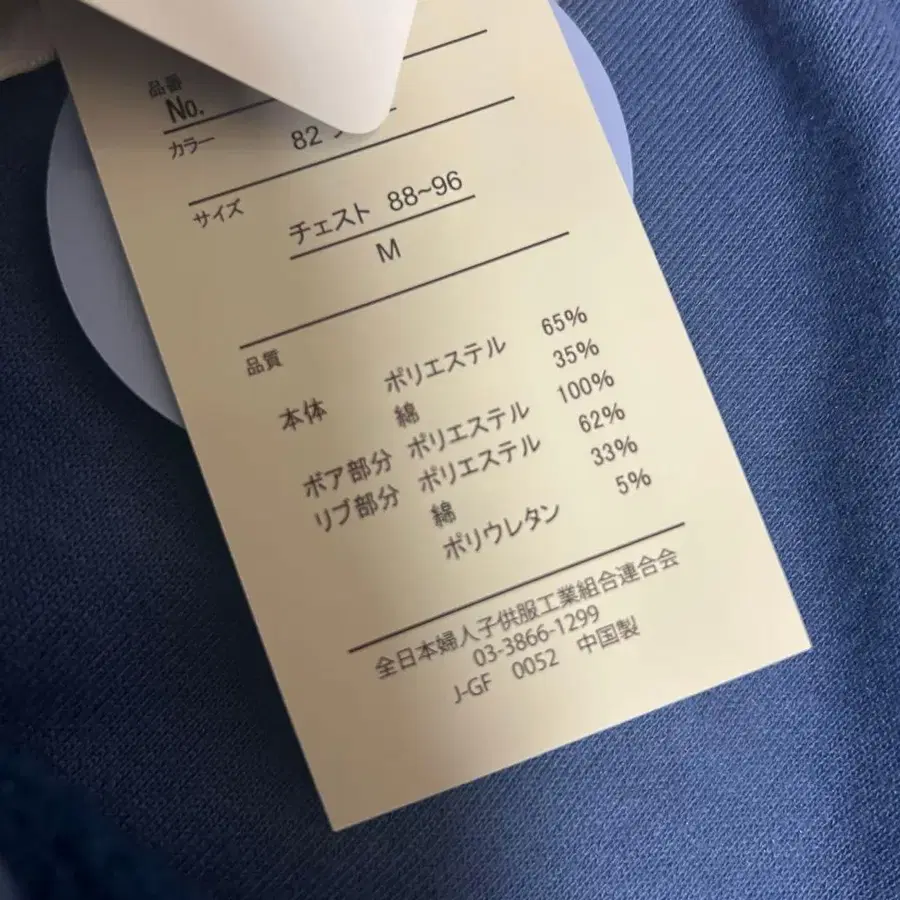 品番
No.
カラー 82
サイズ
チェスト 88~96
M
品質
本体 ポリエステル 65%
綿 35%
ボア部分 ポリエステル 100%
リブ部分 ポリエステル 62%
綿 33%
ポリウレタン 5%
全日本婦人子供服工業組合連合会
03-3866-1299
J-GF 0052 中国製